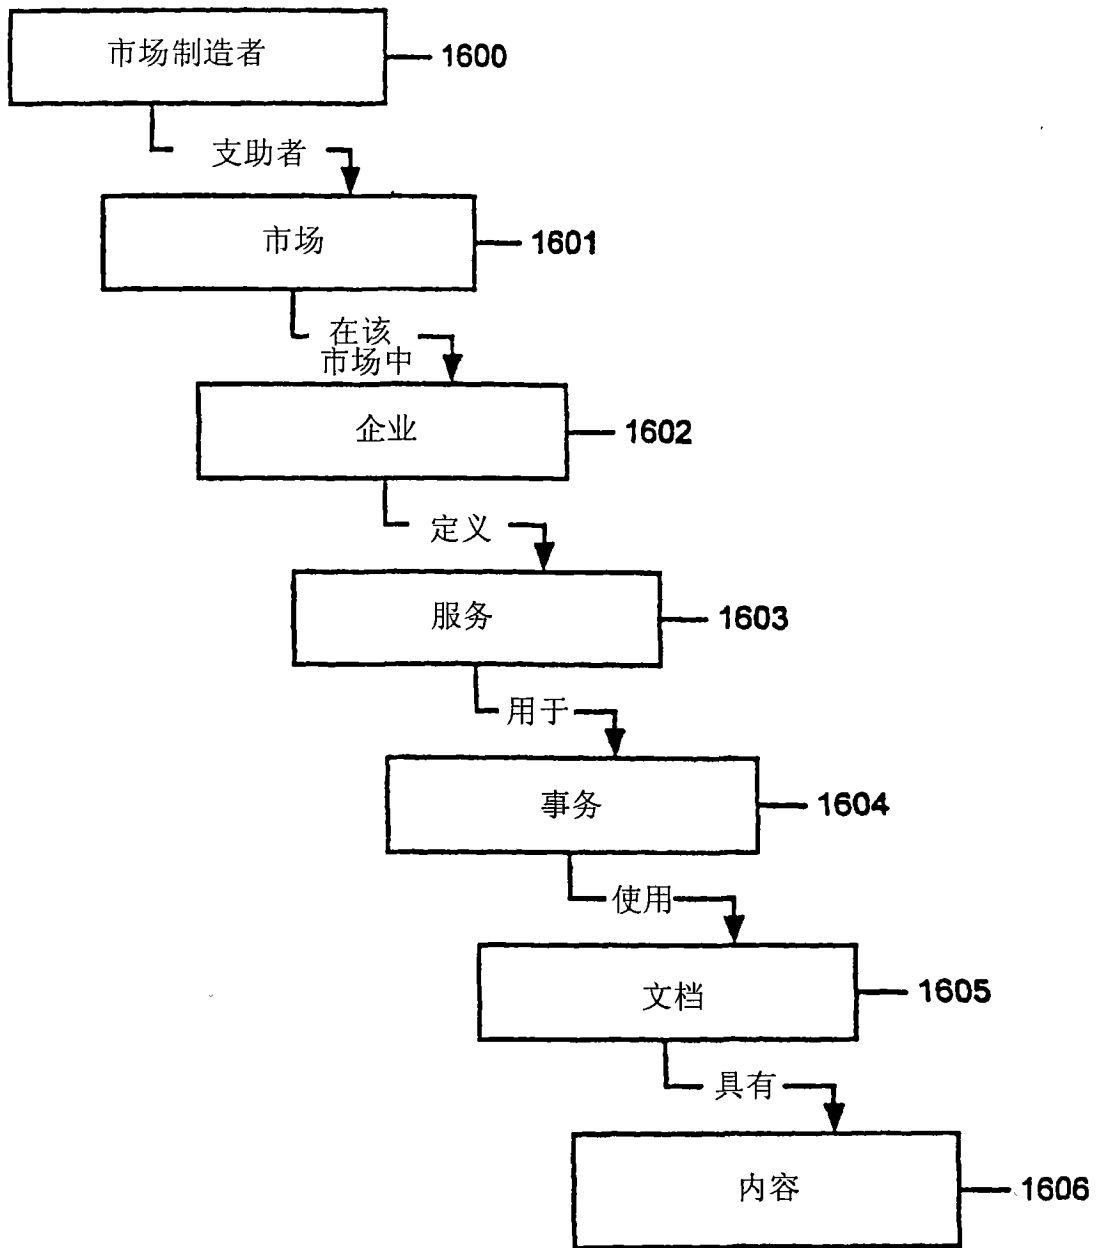 市场制造者 1600
支助者
市场 1601
在该
市场中
企业 1602
定义
服务 1603
用于
事务 1604
使用
文档 1605
具有
内容 1606